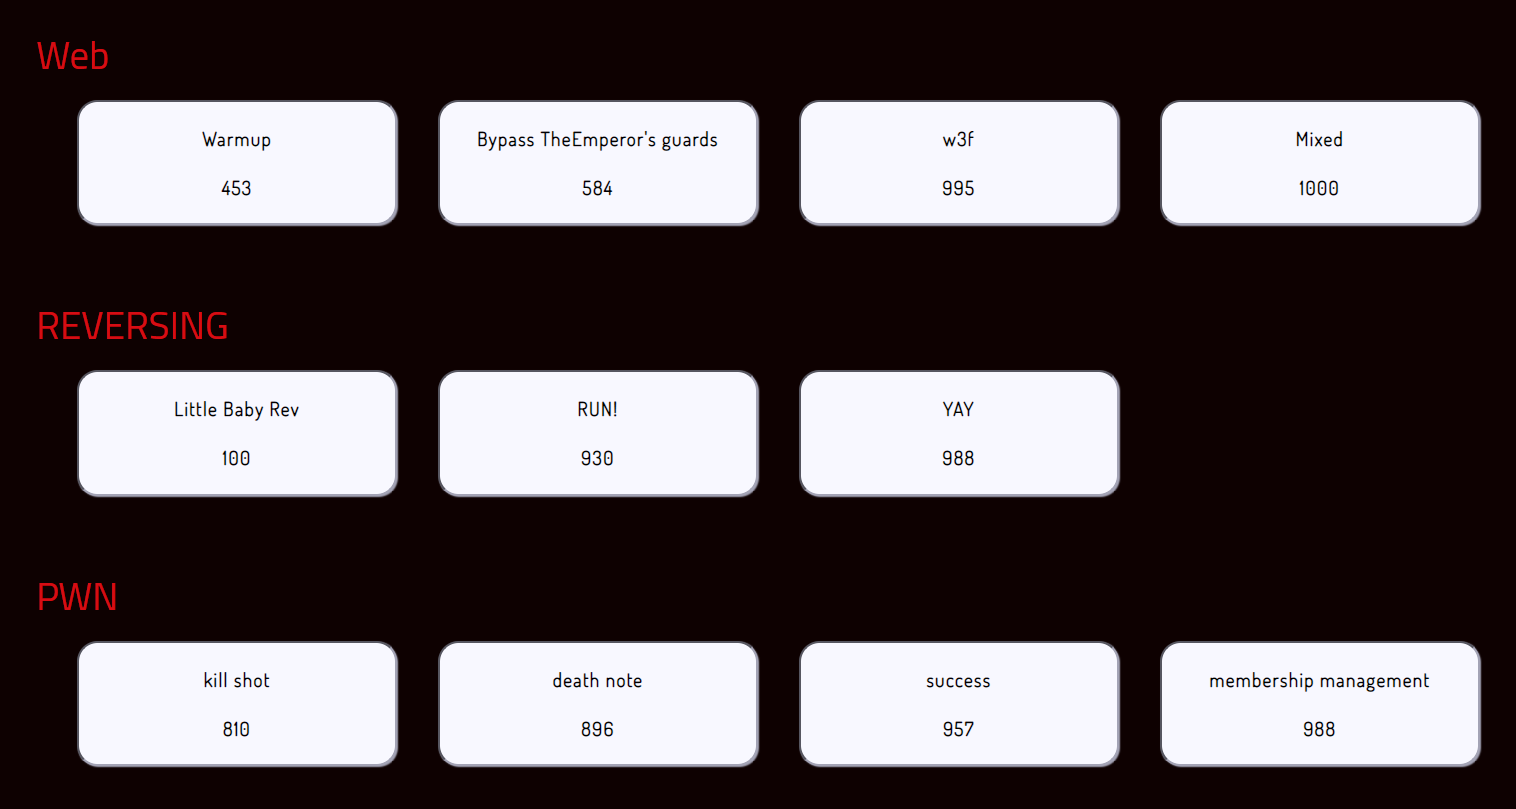 Web
Warmup
453
Bypass TheEmperor's guards
584
w3f
995
Mixed
1000
REVERSING
Little Baby Rev
100
RUN!
930
YAY
988
PWN
kill shot
810
death note
896
success
957
membership management
988